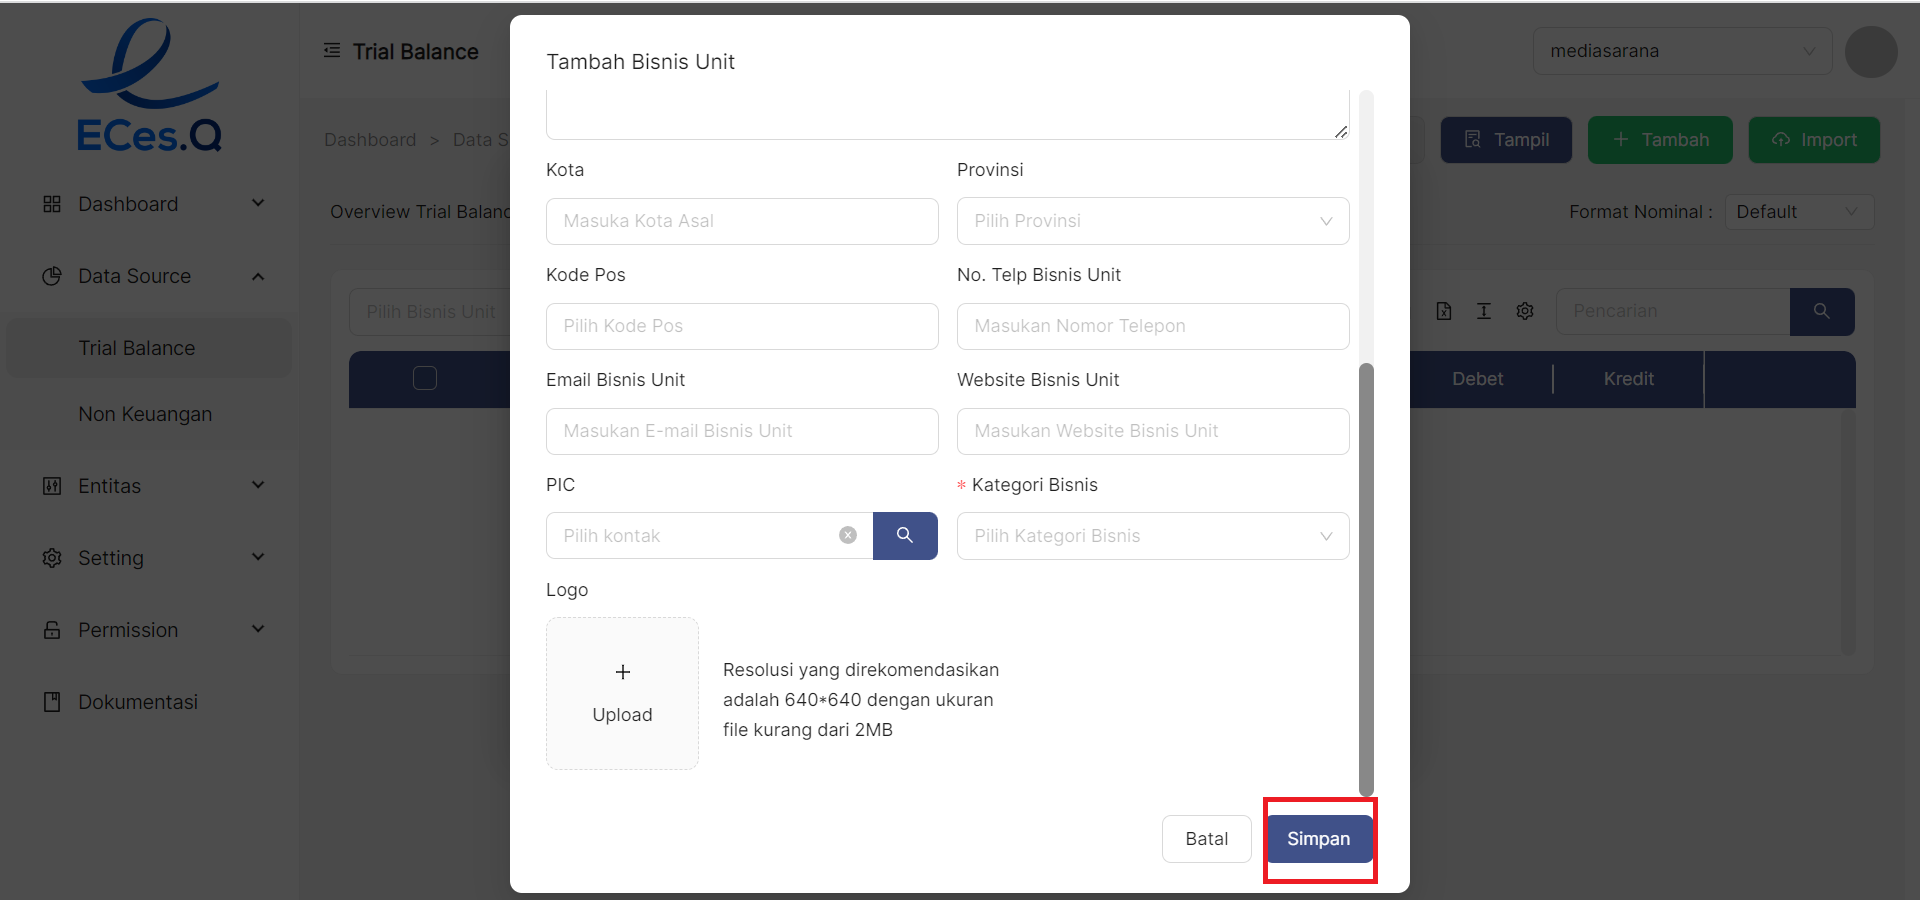 ECes.Q
Trial Balance
mediasarana
Dashboard > Data S
Tampil
Tambah
Import
Dashboard
Overview Trial Balanc
Format Nominal :
Default
Data Source
Pilih Bisnis Unit
Pencarian
Trial Balance
Debet
Kredit
Non Keuangan
Entitas
Setting
Permission
Dokumentasi
Tambah Bisnis Unit
Kota
Provinsi
Masuka Kota Asal
Pilih Provinsi
Kode Pos
No. Telp Bisnis Unit
Pilih Kode Pos
Masukan Nomor Telepon
Email Bisnis Unit
Website Bisnis Unit
Masukan E-mail Bisnis Unit
Masukan Website Bisnis Unit
PIC
* Kategori Bisnis
Pilih kontak
Pilih Kategori Bisnis
Logo
Upload
Resolusi yang direkomendasikan
adalah 640*640 dengan ukuran
file kurang dari 2MB
Batal
Simpan